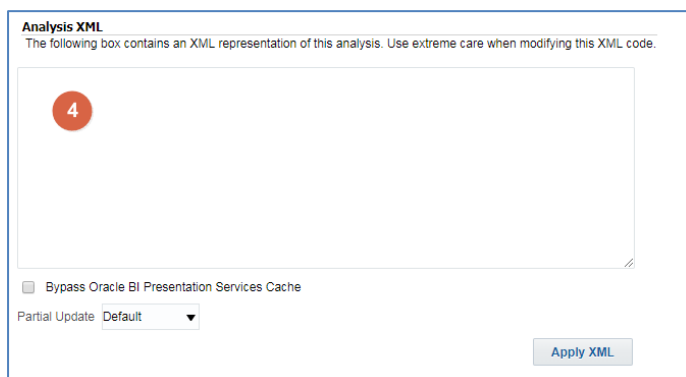 Analysis XML
The following box contains an XML representation of this analysis. Use extreme care when modifying this XML code.
4
Bypass Oracle BI Presentation Services Cache
Partial Update Default
Apply XML